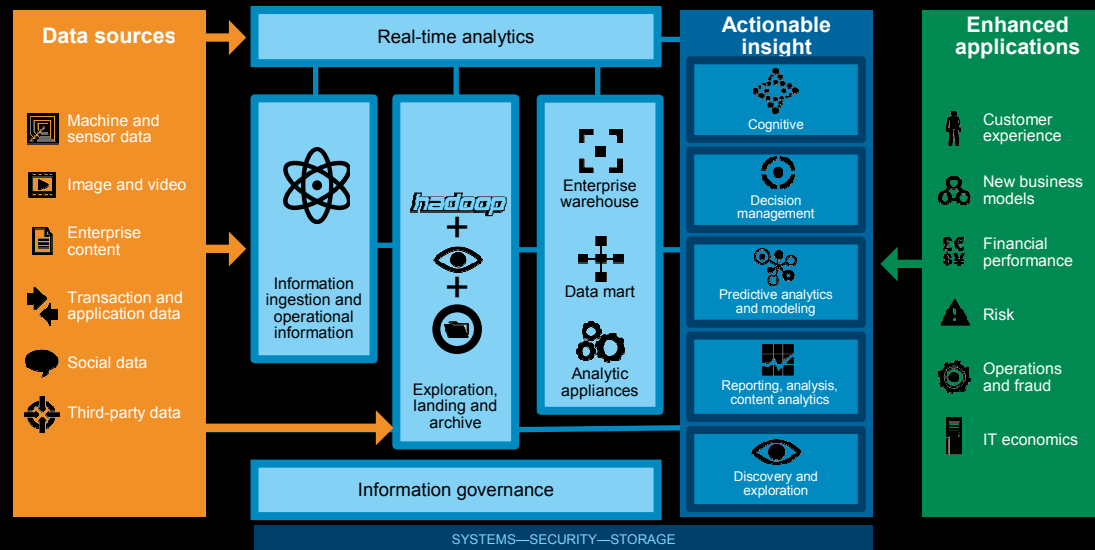 Data sources
Machine and
sensor data
Image and video
Enterprise
content
Transaction and
application data
Social data
Third-party data
Real-time analytics
Information
ingestion and
operational
information
hadoop
+
+
Exploration,
landing and
archive
Enterprise
warehouse
Data mart
Analytic
appliances
Information governance
Actionable
insight
Cognitive
Decision
management
Predictive analytics
and modeling
Reporting, analysis,
content analytics
Discovery and
exploration
Enhanced
applications
Customer
experience
New business
models
£€
$¥
Financial
performance
Risk
Operations
and fraud
IT economics
SYSTEMS—SECURITY—STORAGE